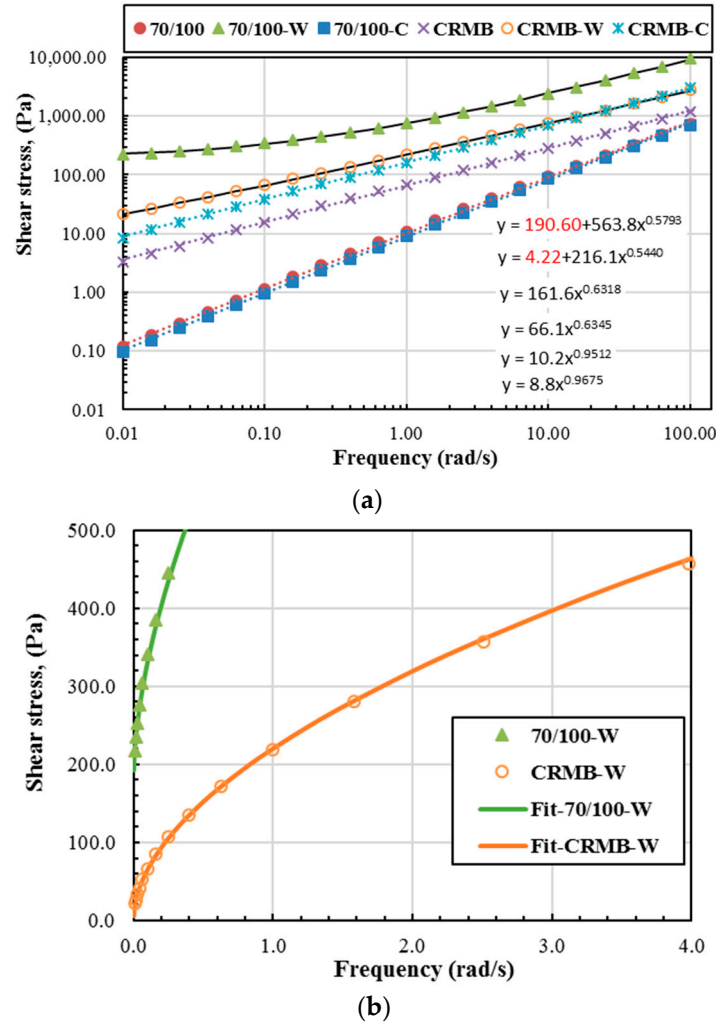 70/100 70/100-W 70/100-C CRMB CRMB-W CRMB-C
10,000.00
1,000.00
100.00
10.00
1.00
0.10
0.01
Shear stress, (Pa)
y = 190.60+563.8x^0.5793
y = 4.22+216.1x^0.5440
y = 161.6x^0.6318
y = 66.1x^0.6345
y = 10.2x^0.9512
y = 8.8x^0.9675
0.01 0.10 1.00 10.00 100.00
Frequency (rad/s)
(a)
500.0
400.0
300.0
200.0
100.0
0.0
Shear stress, (Pa)
70/100-W
CRMB-W
Fit-70/100-W
Fit-CRMB-W
0.0 1.0 2.0 3.0 4.0
Frequency (rad/s)
(b)